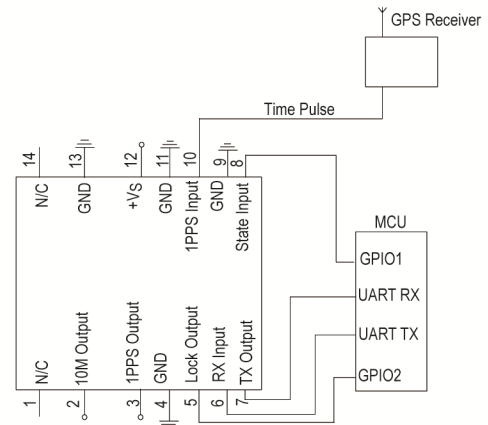 GPS Receiver
Time Pulse
14
13
12
11
10
9
8
N/C
GND
+VS
GND
1PPS Input
GND
State Input
MCU
GPIO1
UART RX
UART TX
GPIO2
N/C
10M Output
1PPS Output
GND
Lock Output
RX Input
TX Output
1
2
3
4
5
6
7